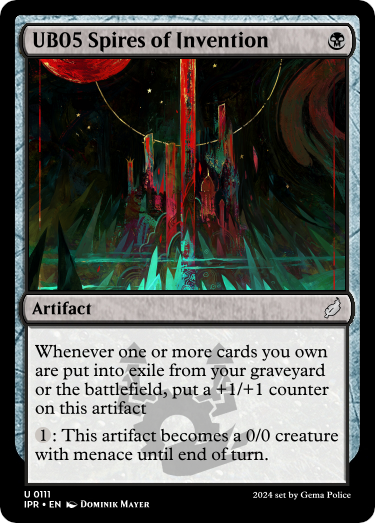 UB05 Spires of Invention
Artifact
Whenever one or more cards you own
are put into exile from your graveyard
or the battlefield, put a +1/+1 counter
on this artifact
1 : This artifact becomes a 0/0 creature
with menace until end of turn.
U 0111
IPR • EN Dominik Mayer
2024 set by Gema Police